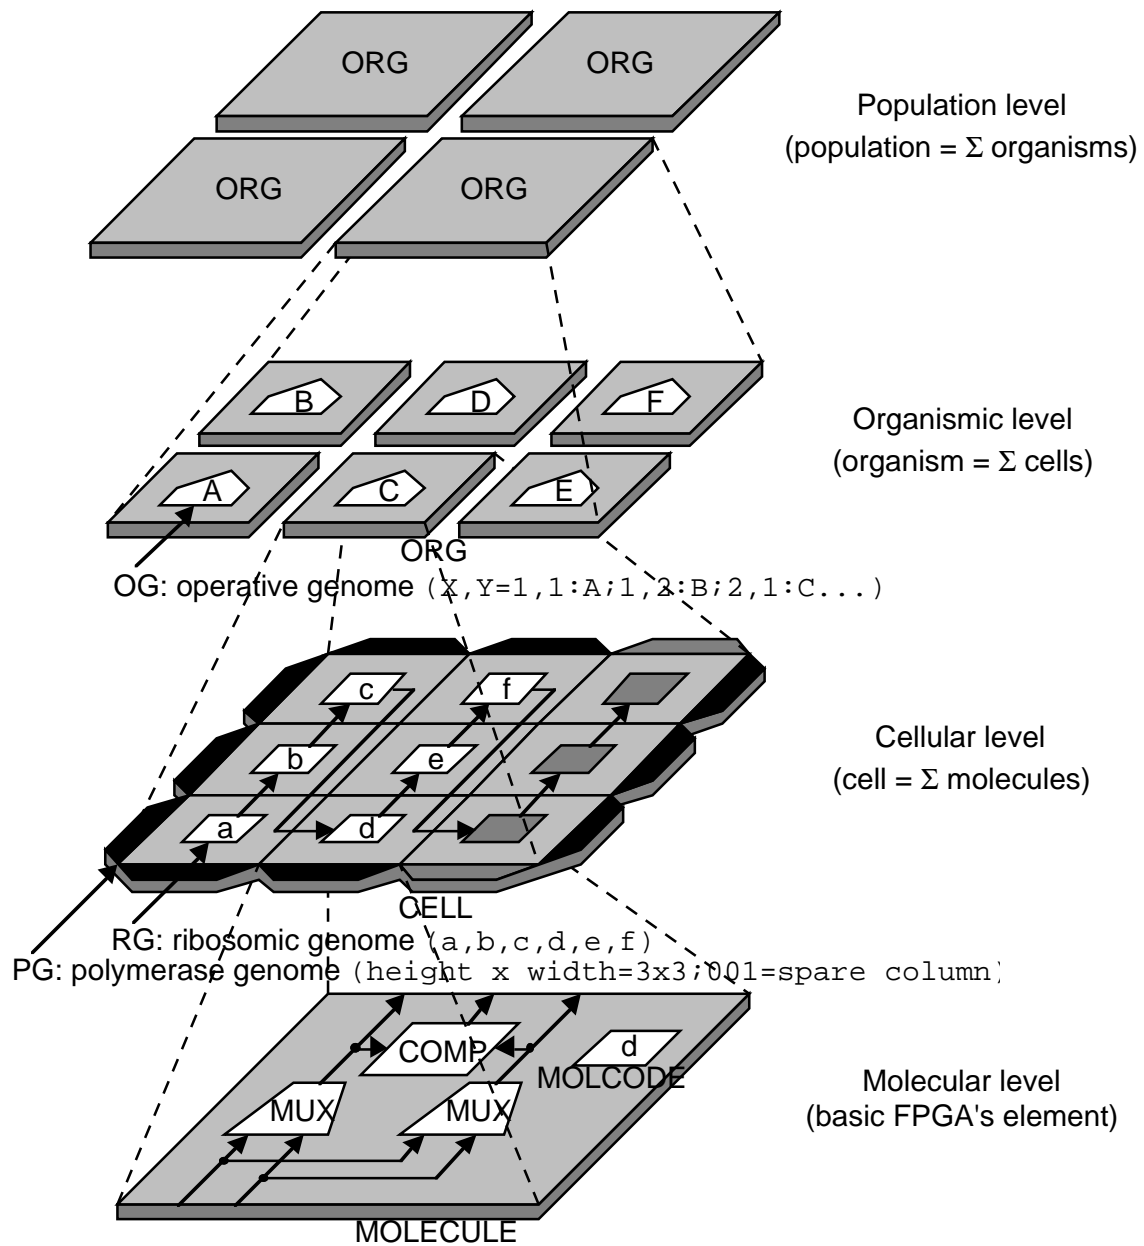 ORG ORG
Population level
(population = Σ organisms)
ORG ORG
B D F
Organismic level
(organism = Σ cells)
A C E
ORG
OG: operative genome (X,Y=1,1:A;1,2:B;2,1:C...)
c f
b e
Cellular level
(cell = Σ molecules)
a d
CELL
RG: ribosomic genome (a,b,c,d,e,f)
PG: polymerase genome (height x width=3x3;001=spare column)
COMP d
MOLCODE
MUX MUX
Molecular level
(basic FPGA's element)
MOLECULE